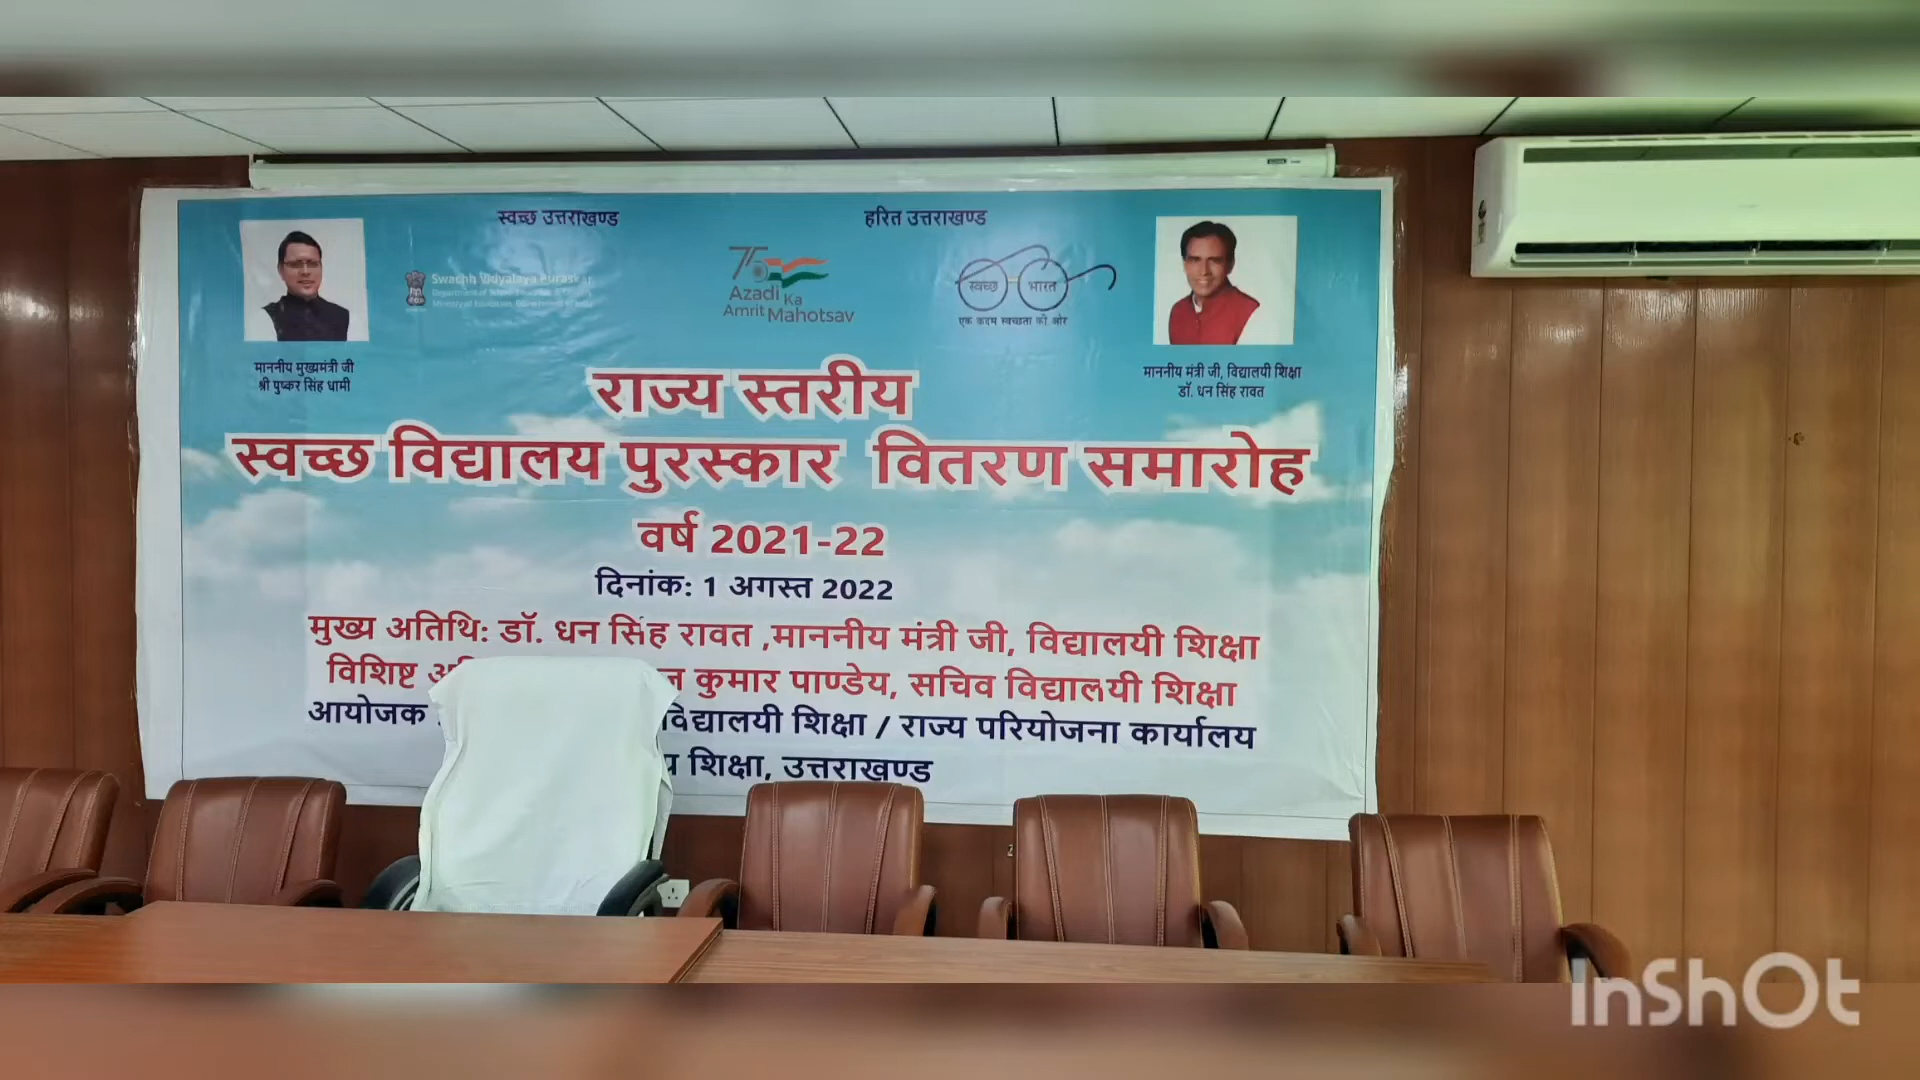 स्वच्छ उत्तराखण्ड
हरित उत्तराखण्ड
Swachh Vidyalaya Puraskar
75
Azadi Ka
Amrit Mahotsav
स्वच्छ भारत
एक कदम स्वच्छता की ओर
माननीय मुख्यमंत्री जी
श्री पुष्कर सिंह धामी
माननीय मंत्री जी, विद्यालयी शिक्षा
डॉ. धन सिंह रावत
राज्य स्तरीय
स्वच्छ विद्यालय पुरस्कार वितरण समारोह
वर्ष 2021-22
दिनांक: 1 अगस्त 2022
मुख्य अतिथि: डॉ. धन सिंह रावत ,माननीय मंत्री जी, विद्यालयी शिक्षा
विशिष्ट कुमार पाण्डेय, सचिव विद्यालयी शिक्षा
आयोजक विद्यालयी शिक्षा / राज्य परियोजना कार्यालय
शिक्षा, उत्तराखण्ड
InShOt